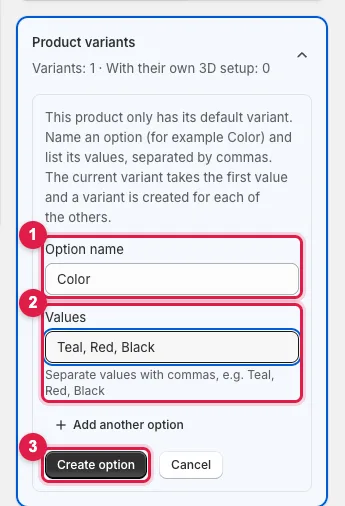 Product variants
Variants: 1 · With their own 3D setup: 0
This product only has its default variant.
Name an option (for example Color) and
list its values, separated by commas.
The current variant takes the first value
and a variant is created for each of
the others.
1
Option name
Color
2
Values
Teal, Red, Black
Separate values with commas, e.g. Teal,
Red, Black
+ Add another option
3
Create option
Cancel